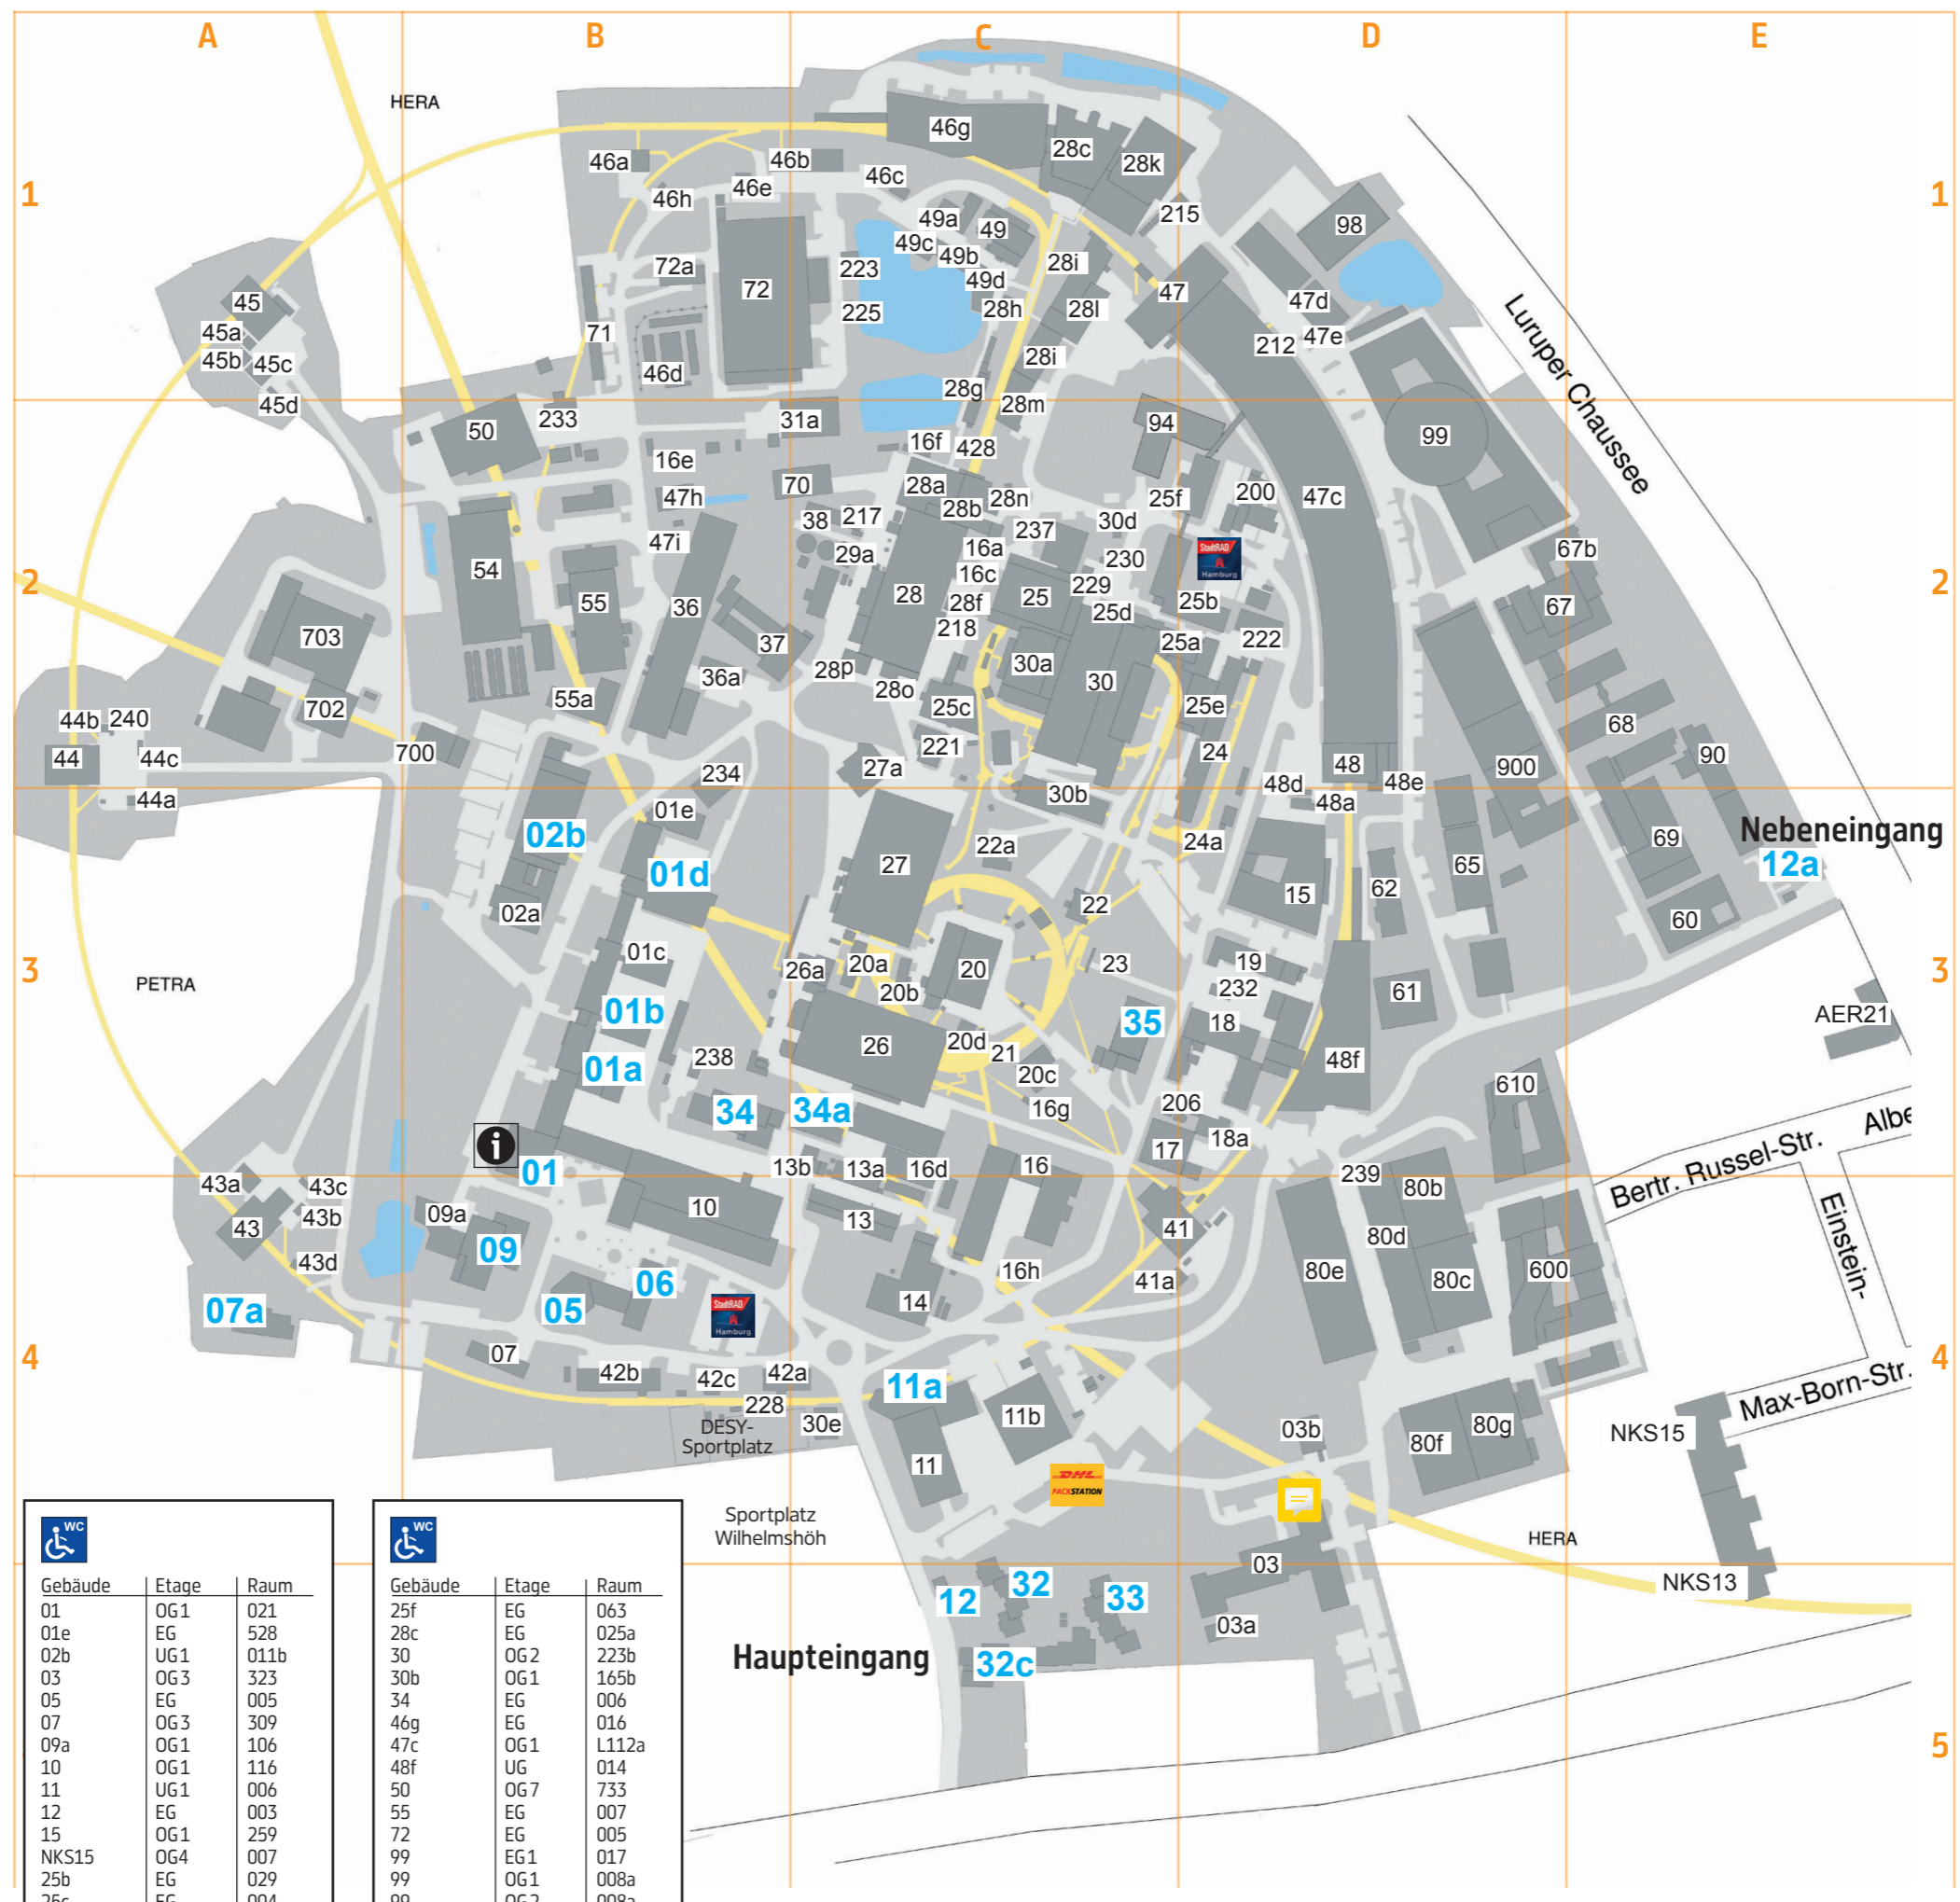 A B C D E
HERA
46g
28c
46a
46b
28k
1
46c
46e
1
46h
215
49a
98
49
49c
49b
28i
72a
223
49d
72
47
45
47d
28h
28l
225
45a
71
47e
212
45b
45c
28i
46d
Luruper Chaussee
28g
45d
28m
233
31a
94
50
99
16f
428
16e
70
28a
200
47h
28n
25f
47c
28b
38
217
30d
237
47i
16a
67b
29a
230
StadtRAD
Hamburg
54
16c
2
229
2
28
25
55
28f
25b
36
67
25d
218
703
37
25a
222
30a
28p
36a
30
28o
55a
25c
25e
702
44b
240
68
221
700
24
90
44
44c
48
900
27a
234
48d
48e
30b
44a
48a
01e
Nebeneingang
02b
69
22a
24a
12a
27
65
01d
62
15
22
02a
60
01c
19
23
20a
26a
20
3
3
PETRA
232
61
20b
01b
AER21
35
18
26
20d
21
238
48f
01a
20c
610
206
34
34a
16g
Albe
18a
Bertr. Russel-Str.
17
13b
13a
16d
16
01
239
43a
43c
80b
10
09a
43b
13
43
41
80d
Einstein-
09
43d
16h
80e
600
06
41a
80c
07a
05
14
StadtRAD
Hamburg
07
4
4
42b
42a
42c
11a
Max-Born-Str.
228
11b
30e
DESY-
03b
80g
Sportplatz
NKS15
80f
11
DHL
PACKSTATION
Sportplatz
Wilhelmshöh
HERA
03
32
NKS13
12
33
03a
Haupteingang
32c
5
WC
Gebäude Etage Raum
01 OG1 021
01e EG 528
02b UG1 011b
03 OG3 323
05 EG 005
07 OG3 309
09a OG1 106
10 OG1 116
11 UG1 006
12 EG 003
15 OG1 259
NKS15 OG4 007
25b EG 029
WC
Gebäude Etage Raum
25f EG 063
28c EG 025a
30 OG2 223b
30b OG1 165b
34 EG 006
46g EG 016
47c OG1 L112a
48f UG 014
50 OG7 733
55 EG 007
72 EG 005
99 EG1 017
99 OG1 008a